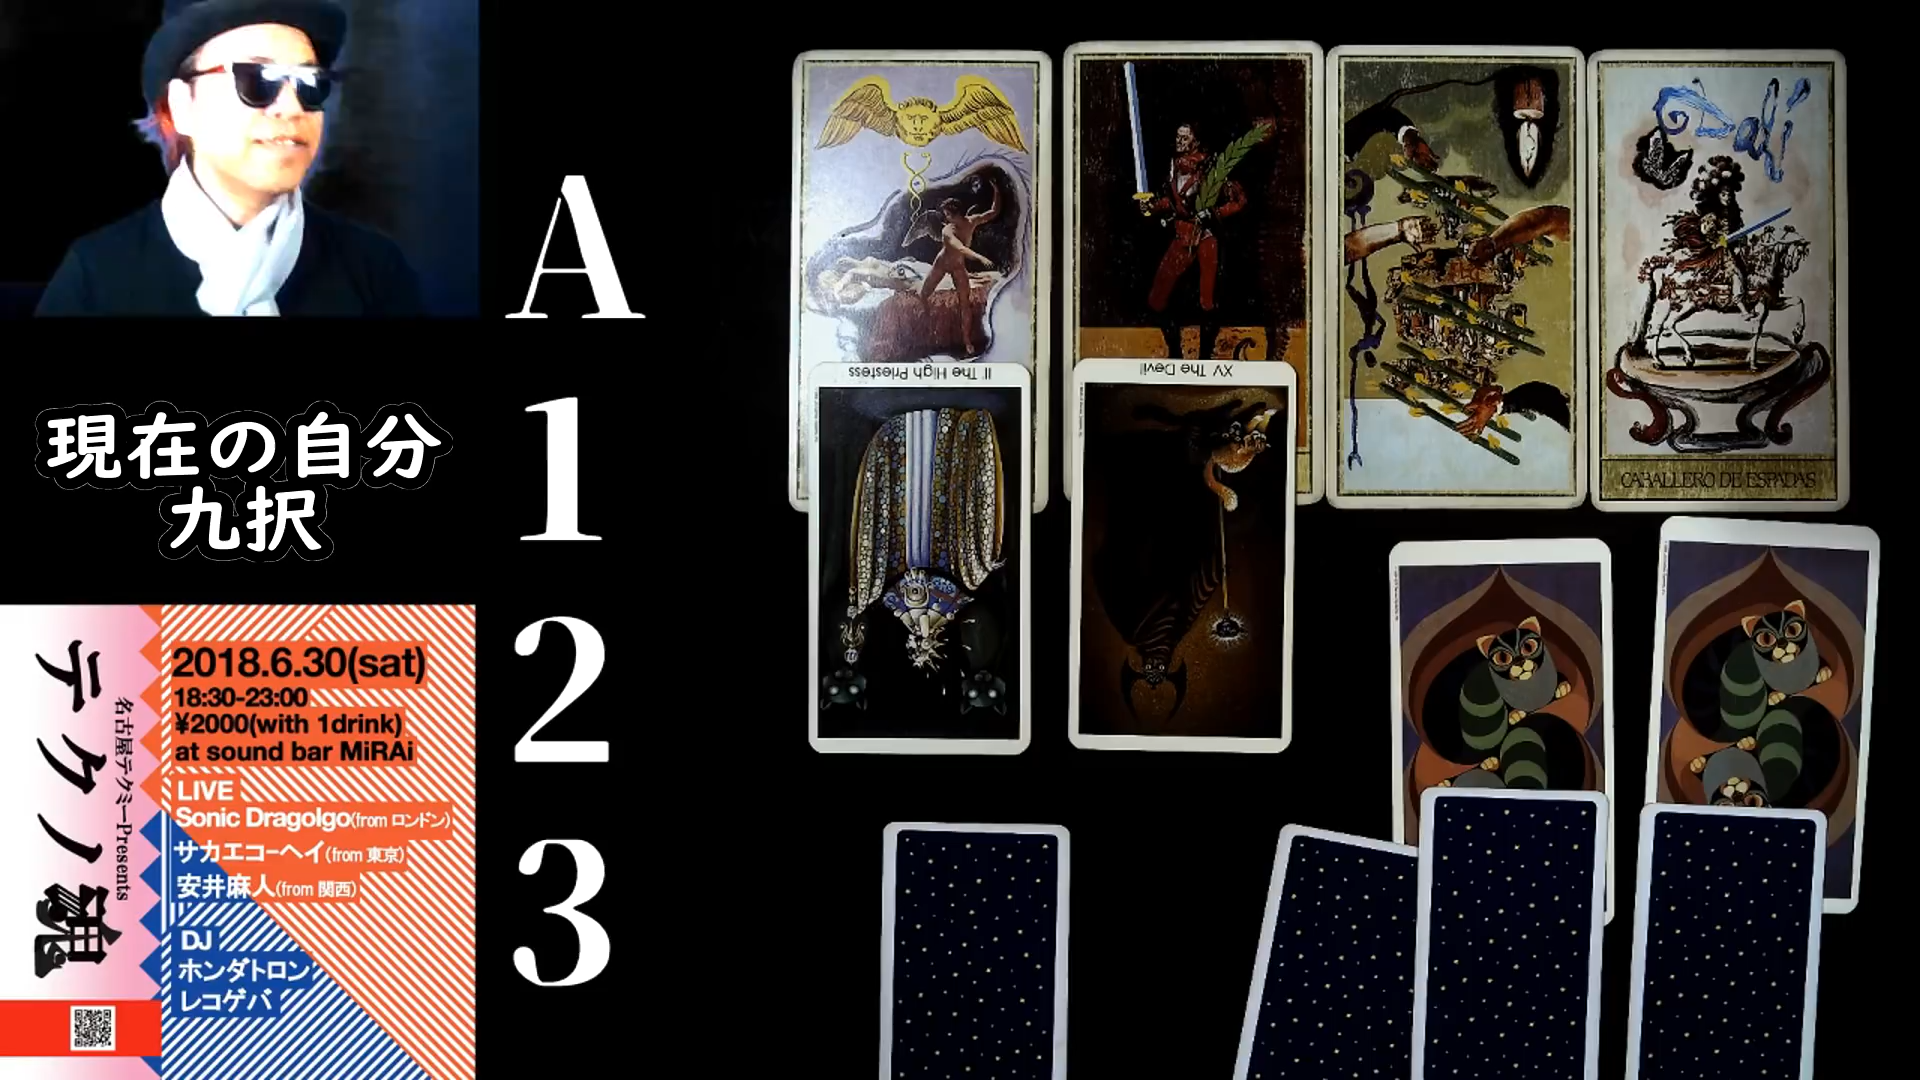 A
1
2
3
現在の自分
九択
テクノ魂
名古屋テクミーPresents
2018.6.30(sat)
18:30-23:00
¥2000(with 1drink)
at sound bar MiRAi
LIVE
Sonic Dragolgo(from ロンドン)
サカエコーヘイ(from 東京)
安井麻人(from 関西)
DJ
ホンダトロン
レコゲバ
Dalí
CABALLERO DE ESPADAS
II The High Priestess
XV The Devil